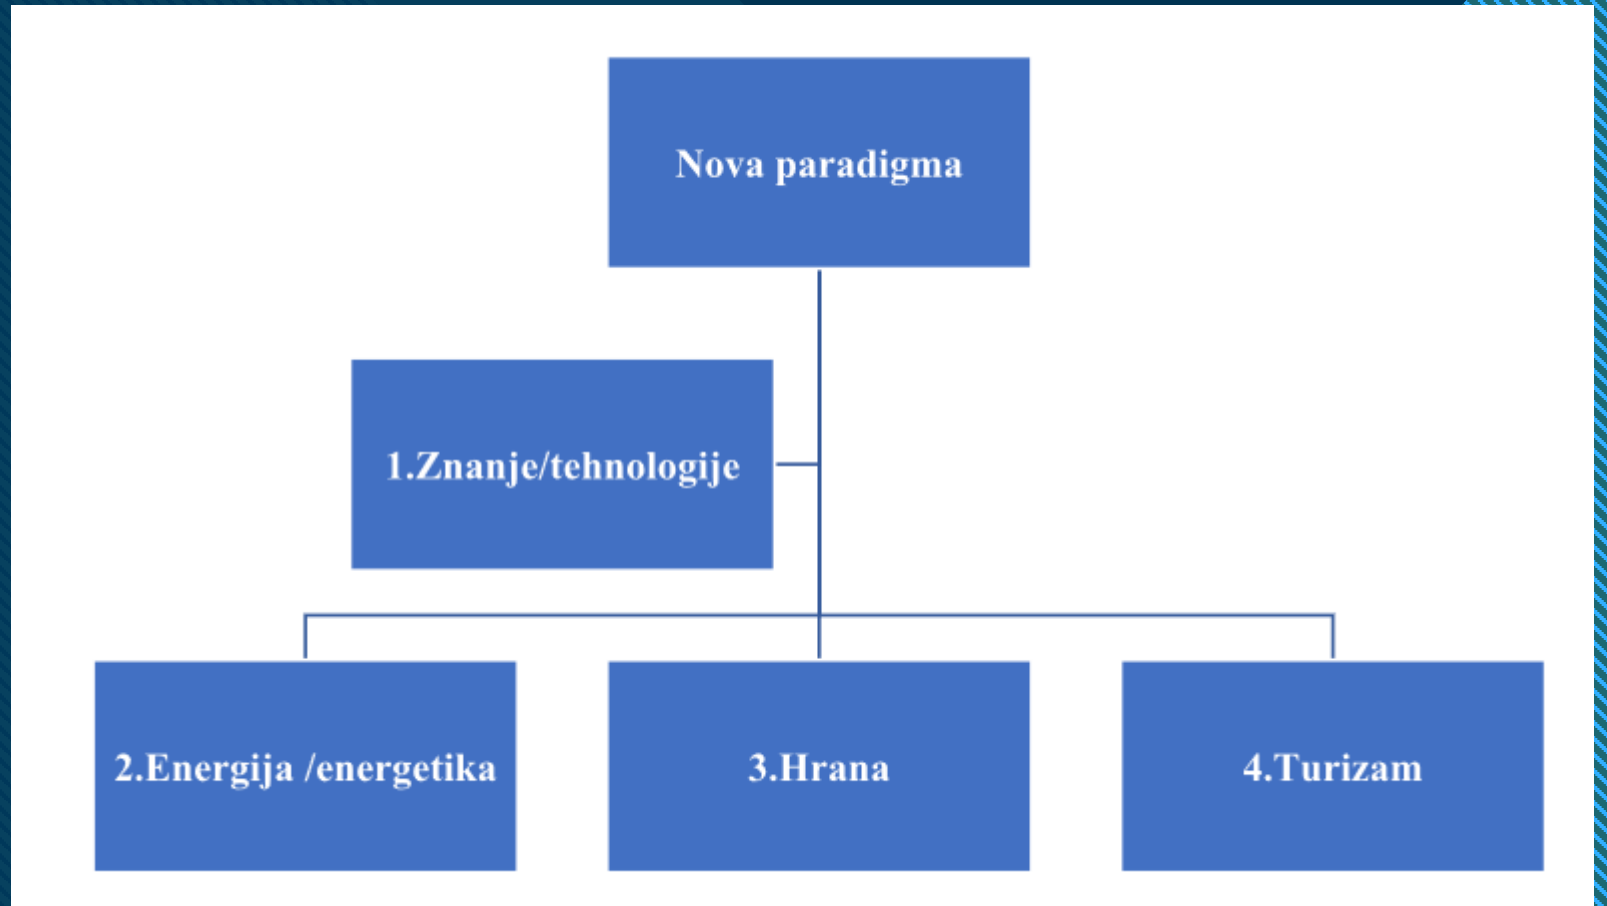 Nova paradigma
1.Znanje/tehnologije
2.Energija /energetika
3.Hrana
4.Turizam